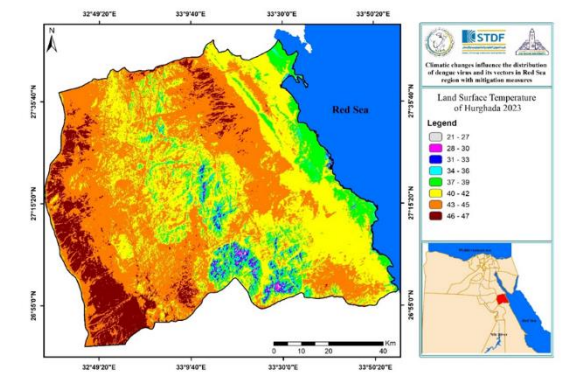 32°49'20"E 33°9'40"E 33°30'0"E 33°50'20"E
N
STDF
Climatic changes influence the distribution
of dengue virus and its vectors in Red Sea
region with mitigation measures
Land Surface Temperature
of Hurghada 2023
Legend
21 - 27
28 - 30
31 - 33
34 - 36
37 - 39
40 - 42
43 - 45
46 - 47
Red Sea
27°35'40"N
27°15'20"N
26°55'0"N
27°35'40"N
27°15'20"N
26°55'0"N
Km
0 10 20 40
32°49'20"E 33°9'40"E 33°30'0"E 33°50'20"E